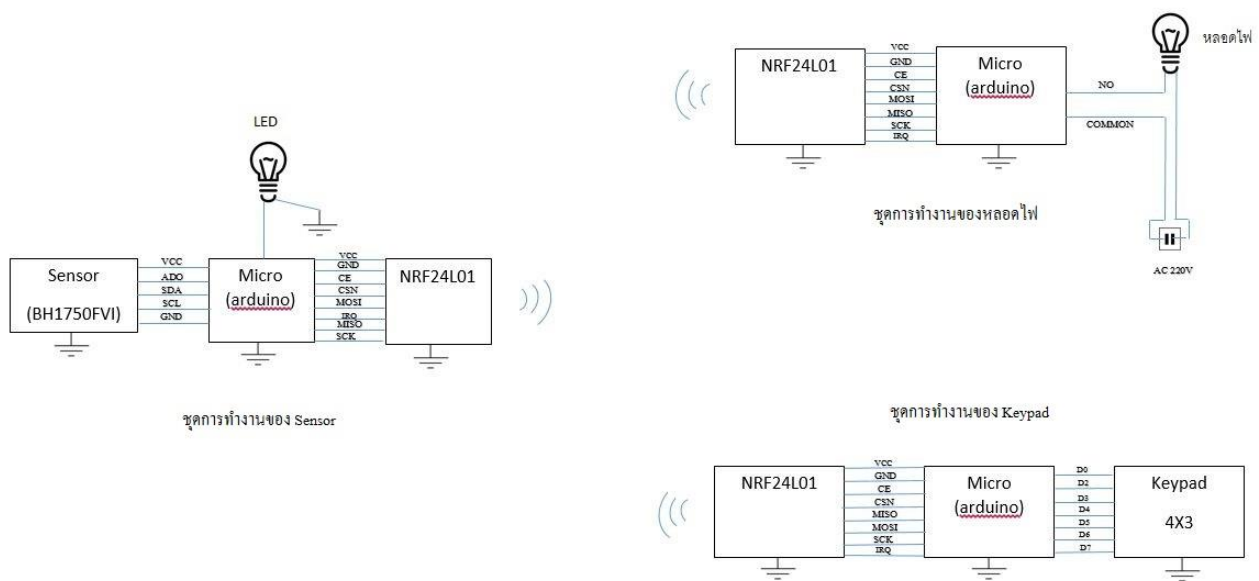 LED
Sensor
(BH1750FVI)
VCC
ADO
SDA
SCL
GND
Micro
(arduino)
VCC
GND
CE
CSN
MOSI
IRQ
MISO
SCK
NRF24L01
ชุดการทำงานของ Sensor
NRF24L01
VCC
GND
CE
CSN
MOSI
MISO
SCK
IRQ
Micro
(arduino)
NO
COMMON
หลอดไฟ
AC 220V
ชุดการทำงานของหลอดไฟ
ชุดการทำงานของ Keypad
NRF24L01
VCC
GND
CE
CSN
MISO
MOSI
SCK
IRQ
Micro
(arduino)
D0
D2
D3
D4
D5
D6
D7
Keypad
4X3